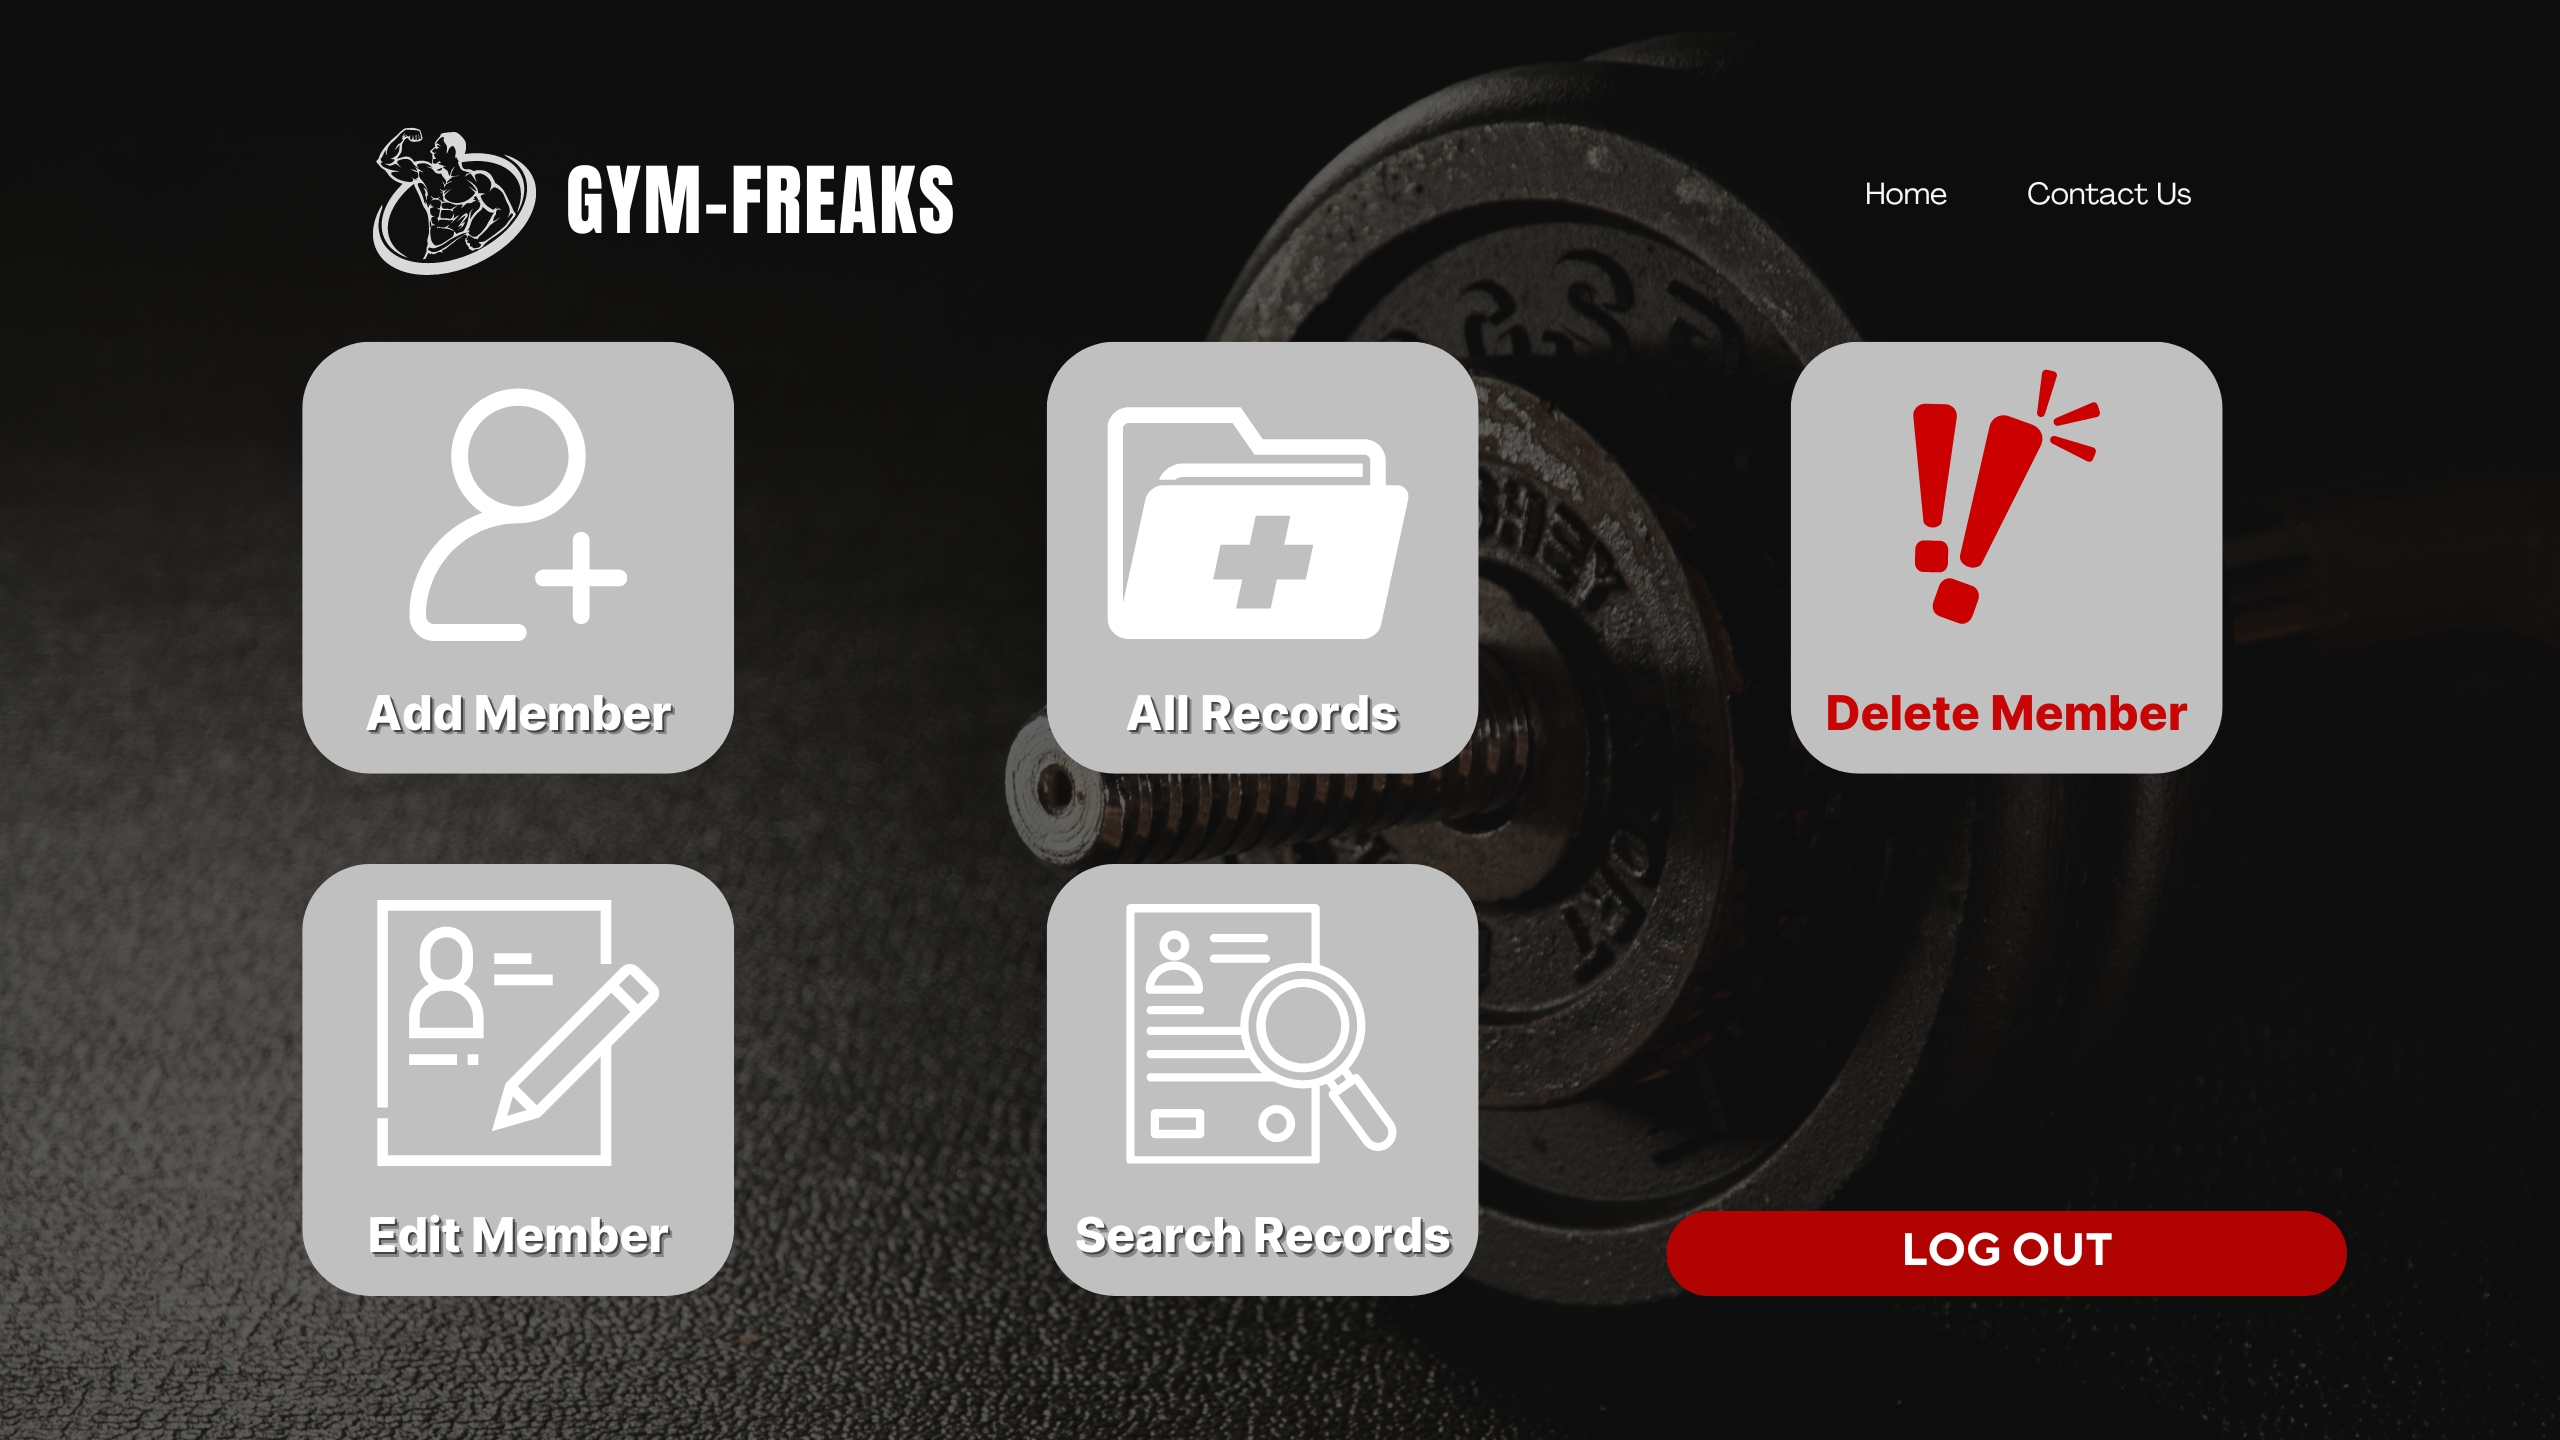 GYM-FREAKS
Home
Contact Us
Add Member
All Records
Delete Member
Edit Member
Search Records
LOG OUT